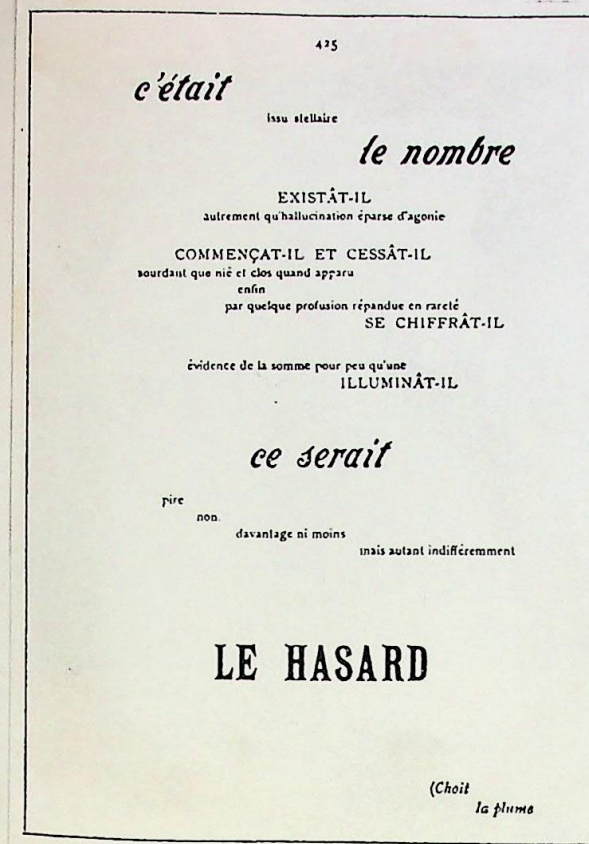 425
c'était
issu stellaire
le nombre
EXISTÂT-IL
autrement qu'hallucination éparse d'agonie
COMMENÇAT-IL ET CESSÂT-IL
sourdant que nié et clos quand apparu
enfin
par quelque profusion répandue en rareté
SE CHIFFRÂT-IL
évidence de la somme pour peu qu'une
ILLUMINÂT-IL
ce serait
pire
non.
davantage ni moins
mais autant indifféremment
LE HASARD
(Choit
la plume